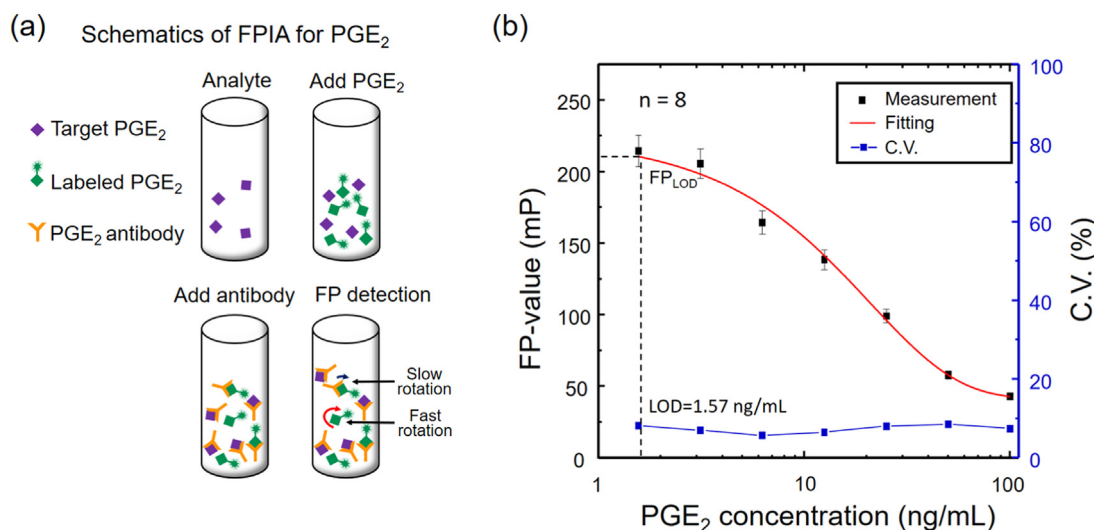 (a)
Schematics of FPIA for PGE₂
Analyte
Add PGE₂
Target PGE₂
Labeled PGE₂
PGE₂ antibody
Add antibody
FP detection
Slow
rotation
Fast
rotation
(b)
n = 8
Measurement
Fitting
C.V.
FP_LOD
LOD=1.57 ng/mL
FP-value (mP)
250
200
150
100
50
0
C.V. (%)
100
80
60
40
20
0
1
10
100
PGE₂ concentration (ng/mL)